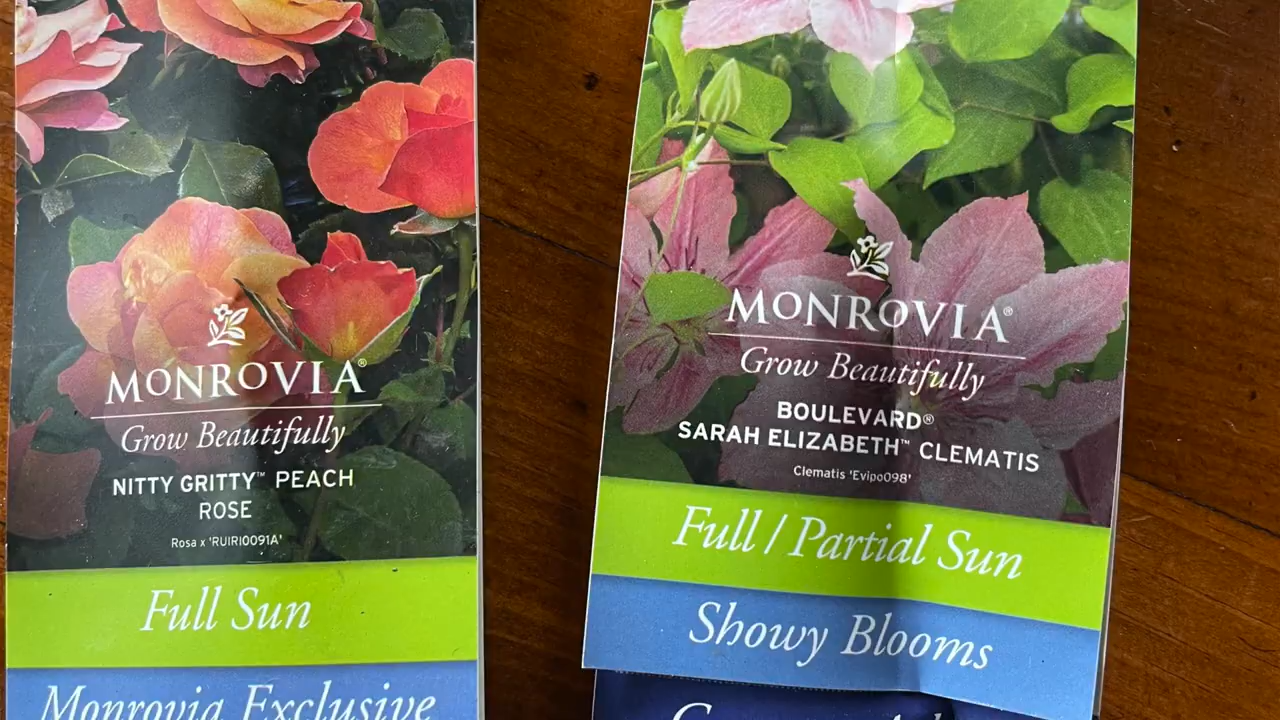 MONROVIA®
Grow Beautifully
NITTY GRITTY™ PEACH
ROSE
Rosa x 'RUIRI0091A'
Full Sun
Monrovia Exclusive
MONROVIA®
Grow Beautifully
BOULEVARD®
SARAH ELIZABETH™ CLEMATIS
Clematis 'Evipo098'
Full / Partial Sun
Showy Blooms